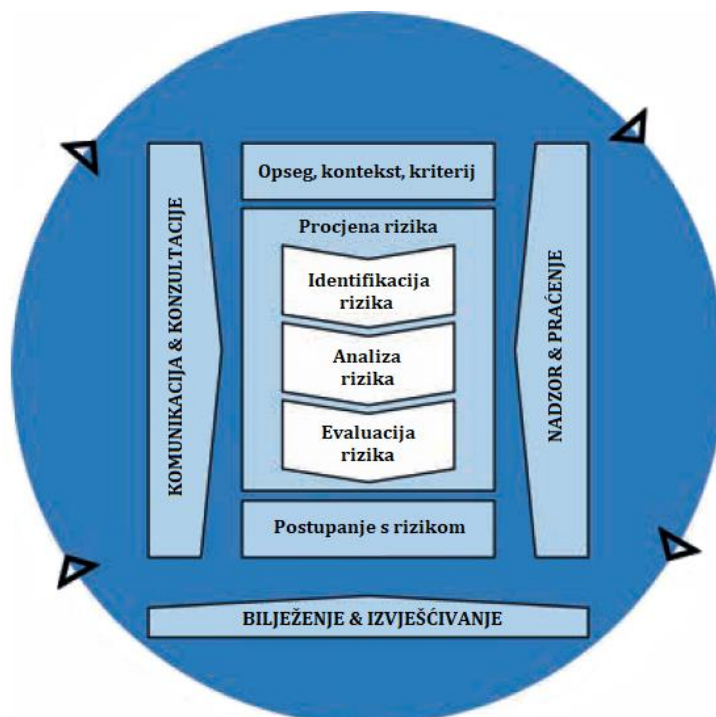 Opseg, kontekst, kriterij
Procjena rizika
Identifikacija
rizika
Analiza
rizika
Evaluacija
rizika
Postupanje s rizikom
KOMUNIKACIJA & KONZULTACIJE
NADZOR & PRAĆENJE
BILJEŽENJE & IZVJEŠĆIVANJE